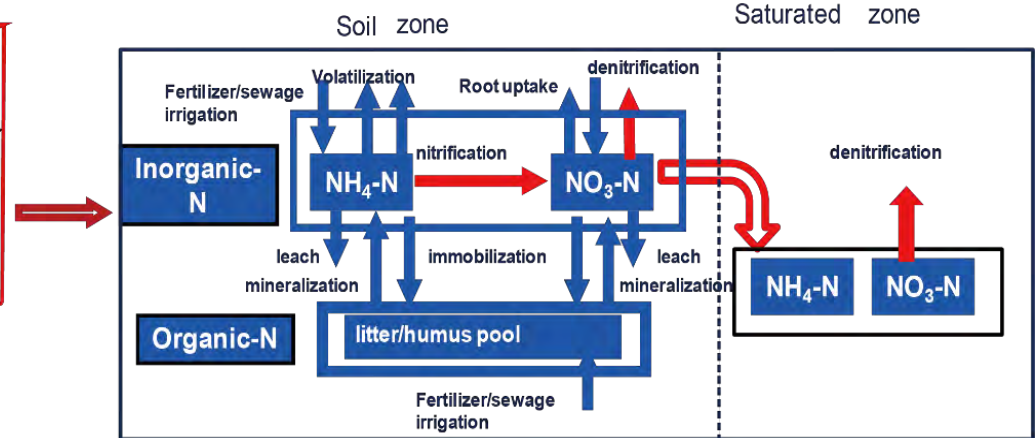 Soil zone
Saturated zone
Volatilization
denitrification
Fertilizer/sewage
irrigation
Root uptake
Inorganic-
N
NH4-N
nitrification
NO3-N
denitrification
leach
immobilization
leach
mineralization
mineralization
NH4-N
NO3-N
Organic-N
litter/humus pool
Fertilizer/sewage
irrigation